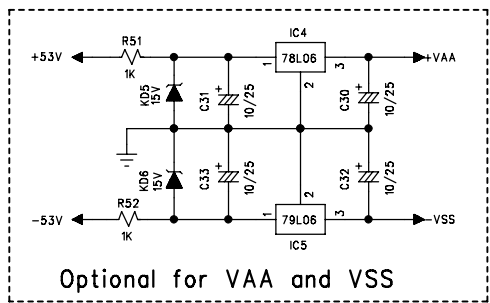 R51
IC4
+53V
78L06
+VAA
1K
1
3
2
KD5
15V
C31
+
10/25
C30
+
10/25
KD6
15V
C33
+
10/25
C32
+
10/25
R52
2
-53V
1
79L06
3
-VSS
1K
IC5
Optional for VAA and VSS